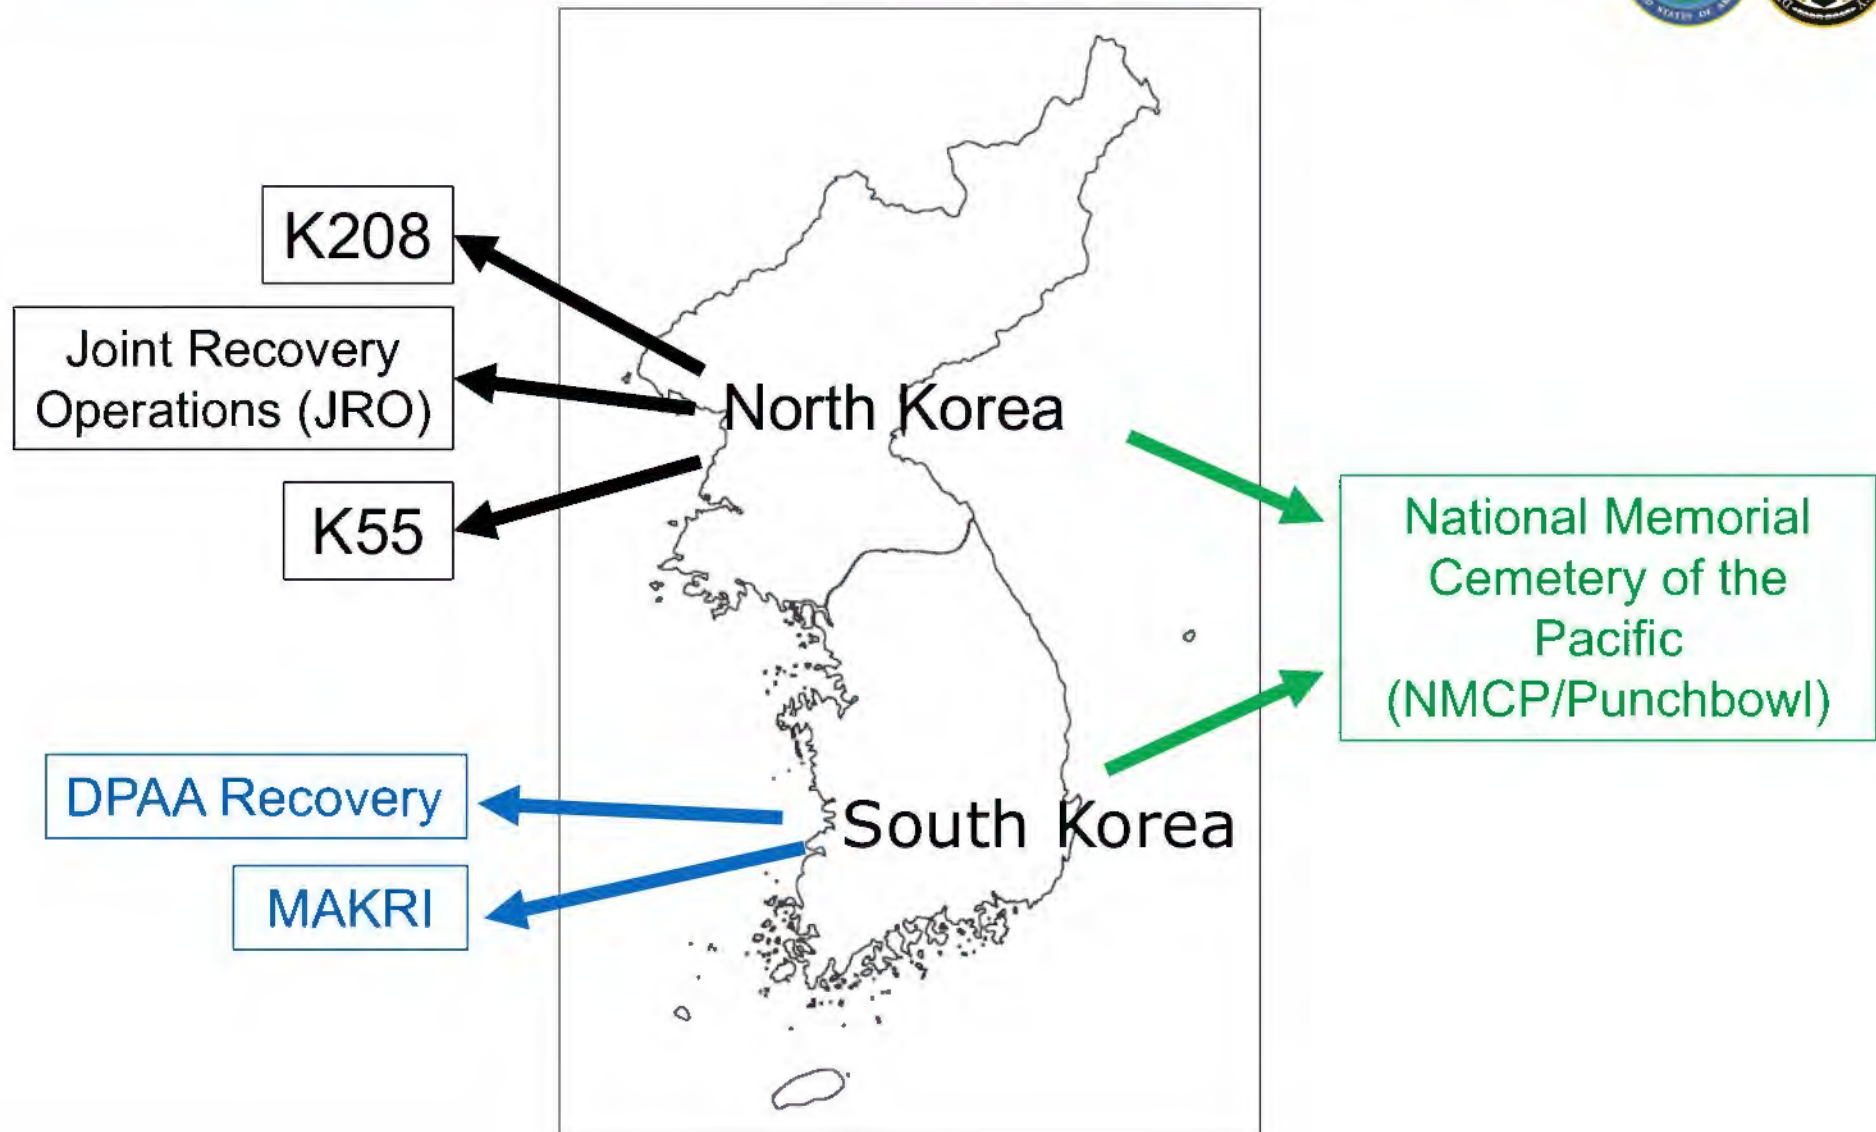 K208
Joint Recovery
Operations (JRO)
North Korea
K55
National Memorial
Cemetery of the
Pacific
(NMCP/Punchbowl)
DPAA Recovery
South Korea
MAKRI